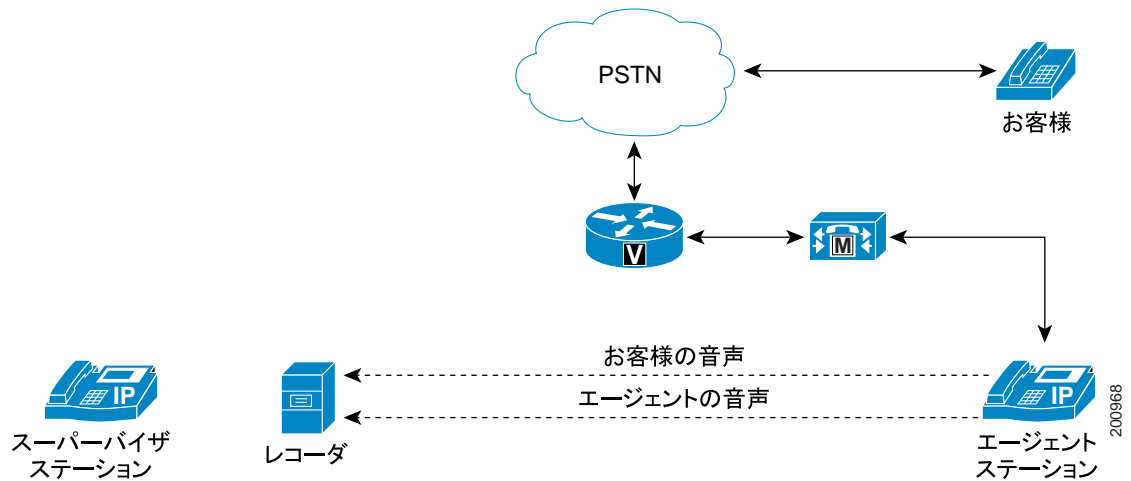 PSTN
お客様
V
M
お客様の音声
エージェントの音声
IP
IP
200968
スーパーバイザ
ステーション
レコーダ
エージェント
ステーション